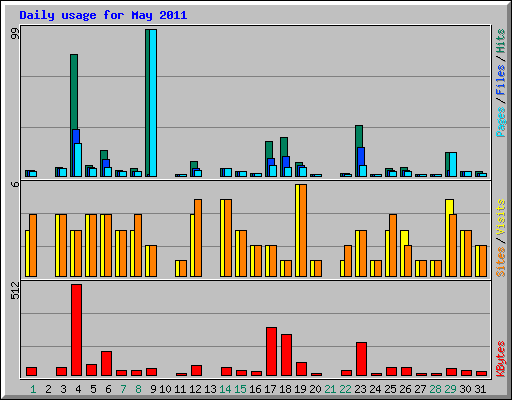 Daily usage for May 2011
99
6
512
Pages / Files / Hits
Sites / Visits
KBytes
1 2 3 4 5 6 7 8 9 10 11 12 13 14 15 16 17 18 19 20 21 22 23 24 25 26 27 28 29 30 31